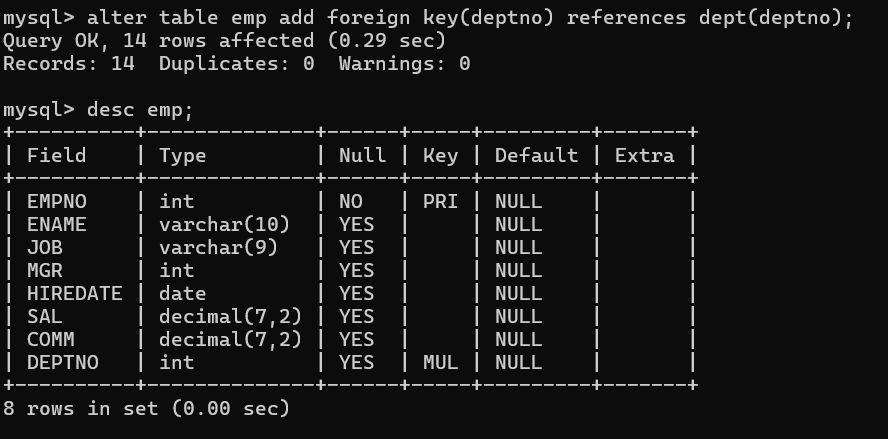 mysql> alter table emp add foreign key(deptno) references dept(deptno);
Query OK, 14 rows affected (0.29 sec)
Records: 14  Duplicates: 0  Warnings: 0

mysql> desc emp;
+----------+--------------+------+-----+---------+-------+
| Field    | Type         | Null | Key | Default | Extra |
+----------+--------------+------+-----+---------+-------+
| EMPNO    | int          | NO   | PRI | NULL    |       |
| ENAME    | varchar(10)  | YES  |     | NULL    |       |
| JOB      | varchar(9)   | YES  |     | NULL    |       |
| MGR      | int          | YES  |     | NULL    |       |
| HIREDATE | date         | YES  |     | NULL    |       |
| SAL      | decimal(7,2) | YES  |     | NULL    |       |
| COMM     | decimal(7,2) | YES  |     | NULL    |       |
| DEPTNO   | int          | YES  | MUL | NULL    |       |
+----------+--------------+------+-----+---------+-------+
8 rows in set (0.00 sec)